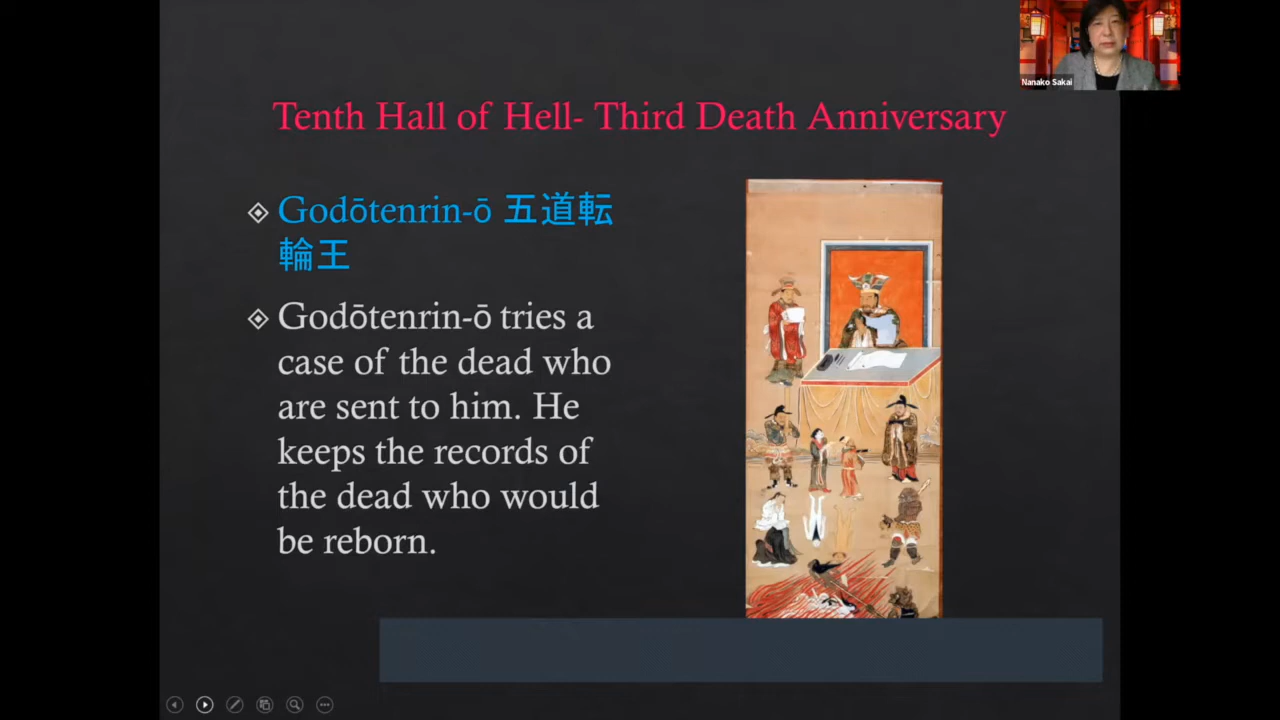 Nanako Sakai
Tenth Hall of Hell- Third Death Anniversary
Godōtenrin-ō 五道転
輪王
Godōtenrin-ō tries a
case of the dead who
are sent to him. He
keeps the records of
the dead who would
be reborn.